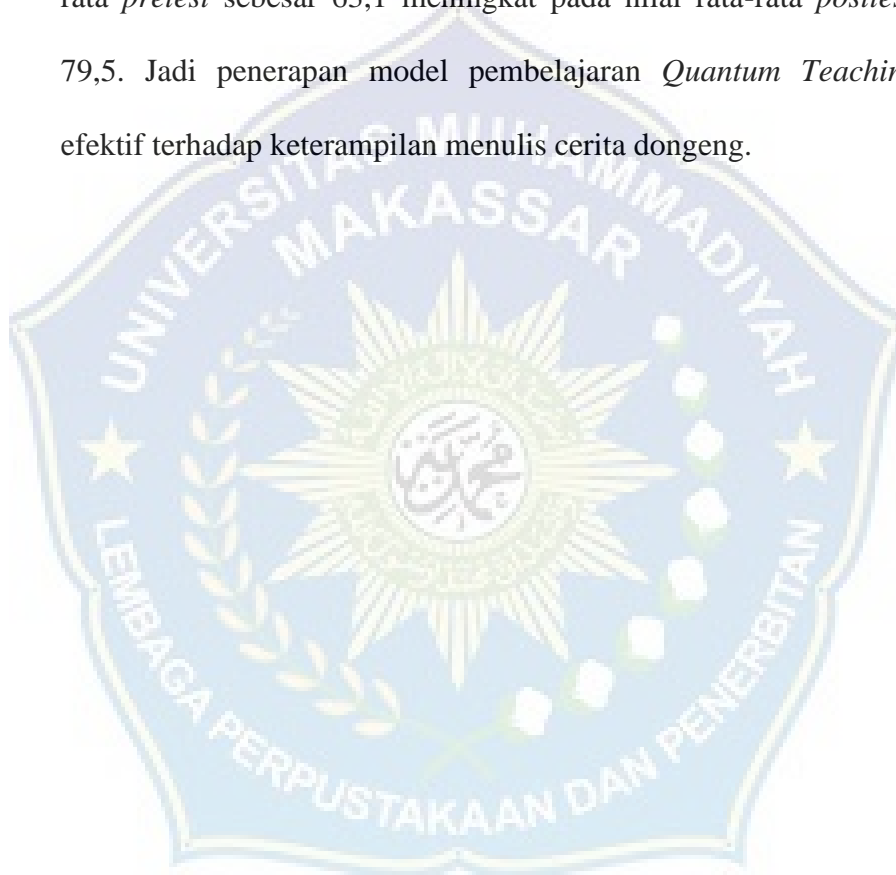 rata pretest sebesar meningkat pada nilai rata-rata
79,5. Jadi penerapan model pembelajaran Quantum Teachin
efektif terhadap keterampilan menulis cerita dongeng.
UNIVERSITAS MUHAMMADIYAH
MAKASSAR
LEMBAGA PERPUSTAKAAN DAN PENERBITAN